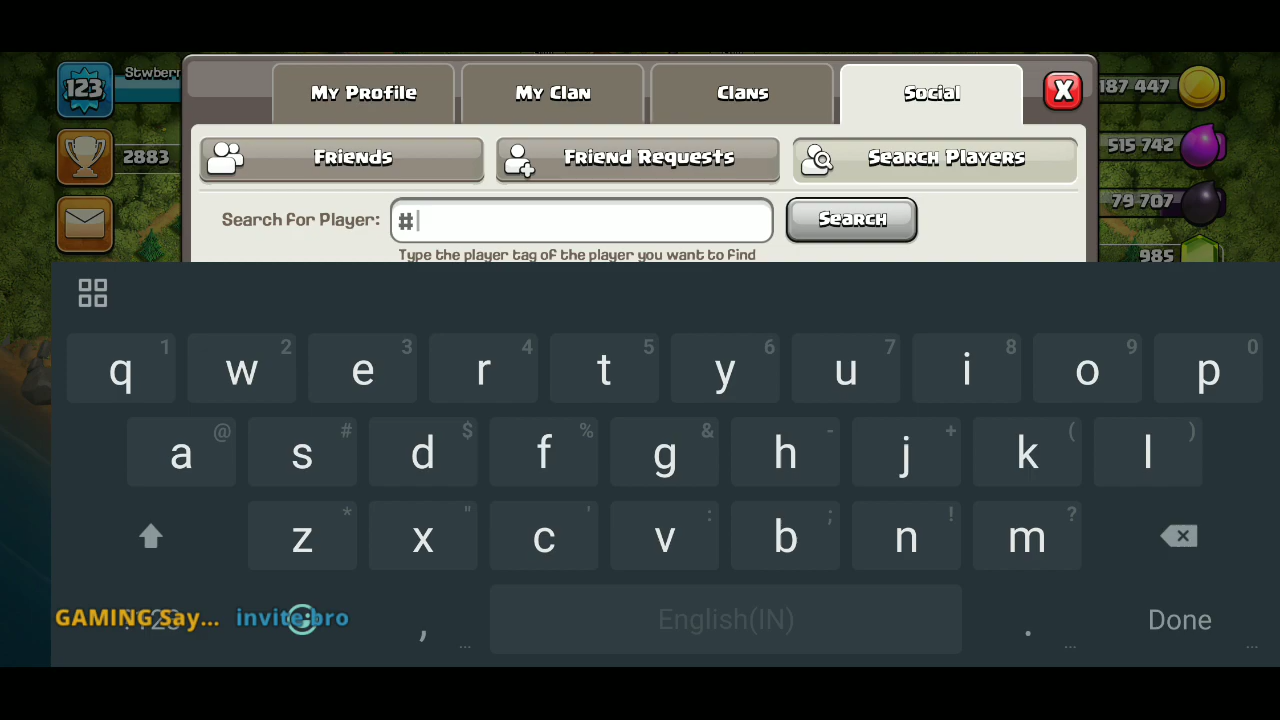 123 Stwberr
My Profile My Clan Clans Social X
187 447
2883
Friends Friend Requests Search Players
515 742
79 707
Search for Player: # Search
Type the player tag of the player you want to find
985
q 1 w 2 e 3 r 4 t 5 y 6 u 7 i 8 o 9 p 0
a @ s # d $ f % g & h - j + k ( l )
z * x " c ' v : b ; n ! m ?
GAMING Say... invite bro
, ... English(IN) . ... Done ...